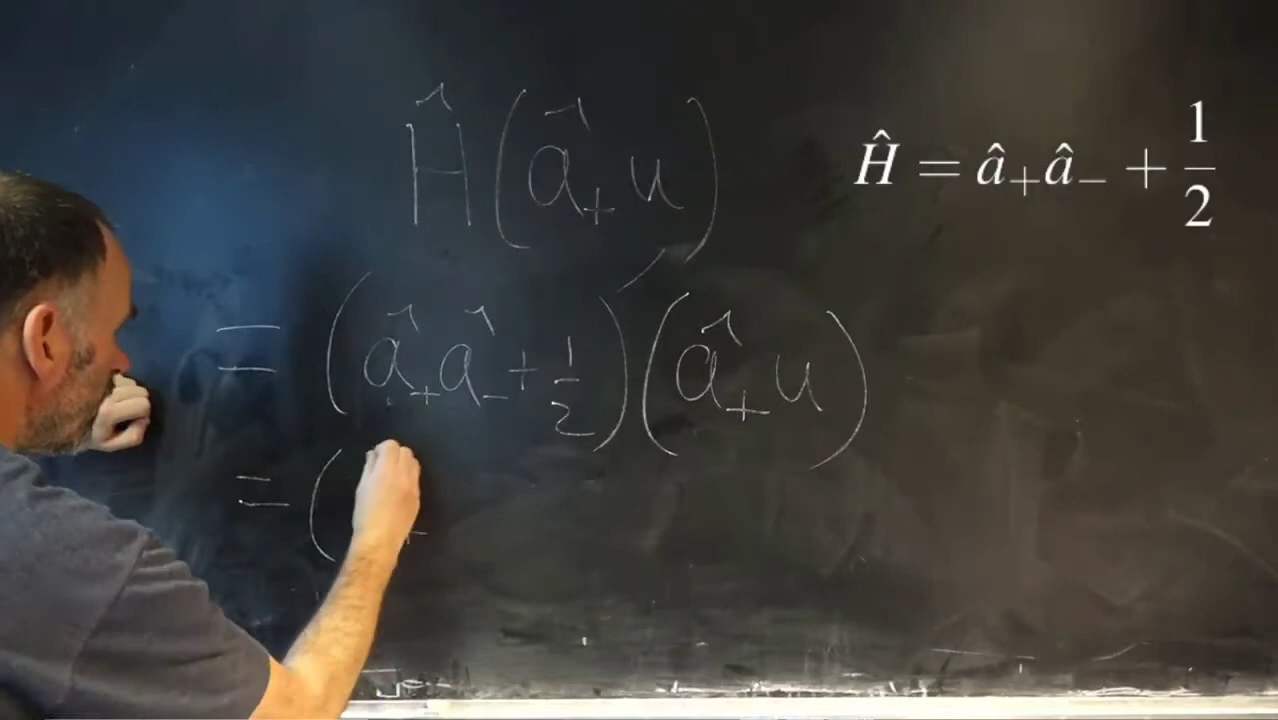 Ĥ(â₊u)
Ĥ = â₊â₋ + 1/2
= (â₊â₋ + 1/2)(â₊u)
= (
+